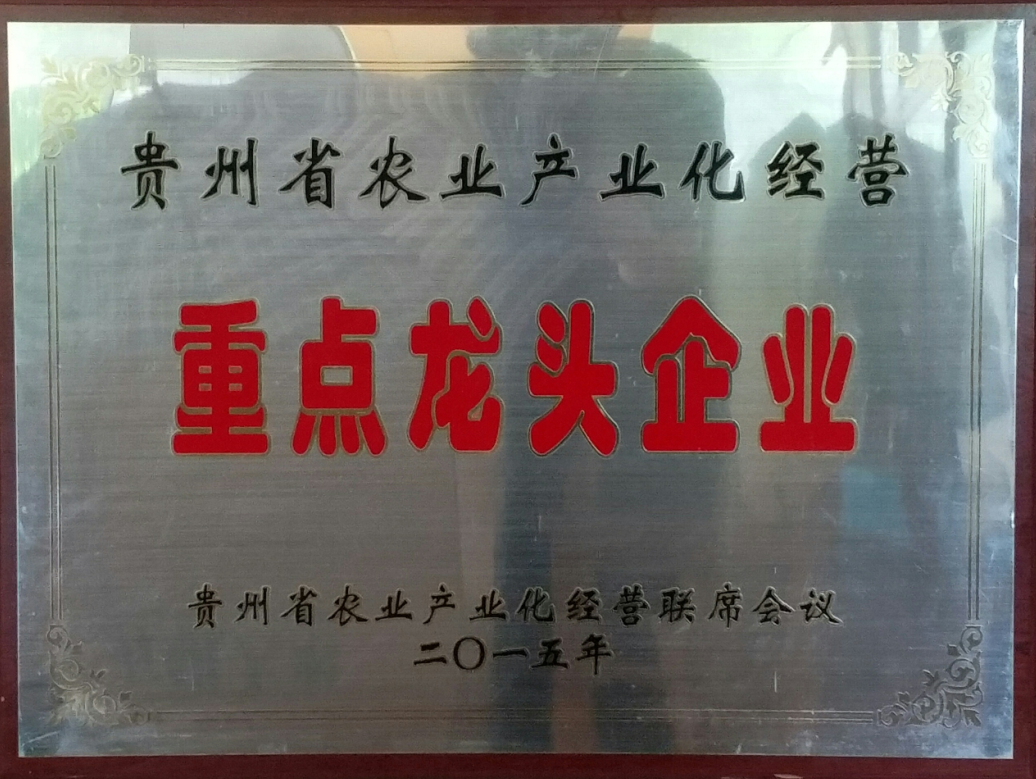 贵州省农业产业化经营
重点龙头企业
贵州省农业产业化经营联席会议
二〇一五年